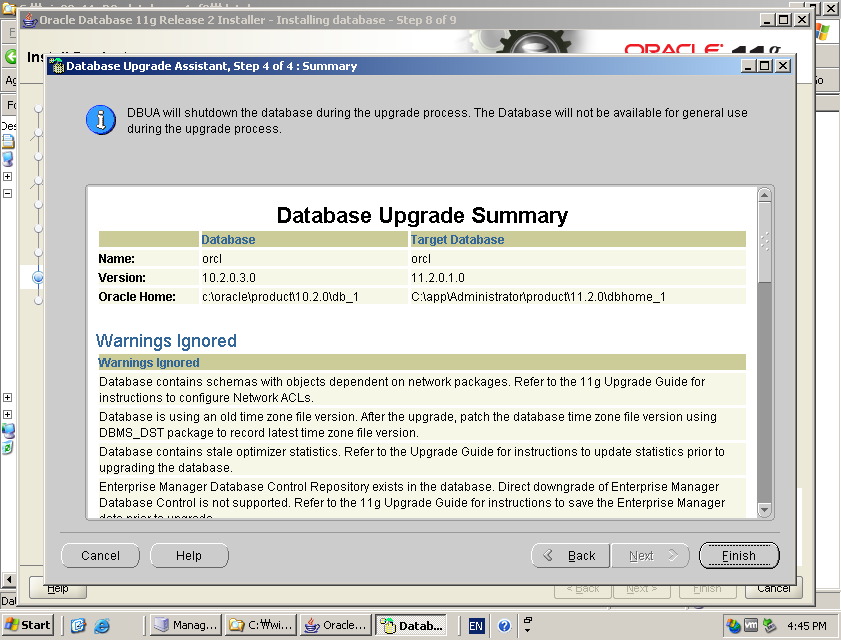 Oracle Database 11g Release 2 Installer - Installing database - Step 8 of 9
ORACLE 11g
Database Upgrade Assistant, Step 4 of 4 : Summary
DBUA will shutdown the database during the upgrade process. The Database will not be available for general use
during the upgrade process.
Database Upgrade Summary
Database Target Database
Name: orcl orcl
Version: 10.2.0.3.0 11.2.0.1.0
Oracle Home: c:\oracle\product\10.2.0\db_1 C:\app\Administrator\product\11.2.0\dbhome_1
Warnings Ignored
Warnings Ignored
Database contains schemas with objects dependent on network packages. Refer to the 11g Upgrade Guide for
instructions to configure Network ACLs.
Database is using an old time zone file version. After the upgrade, patch the database time zone file version using
DBMS_DST package to record latest time zone file version.
Database contains stale optimizer statistics. Refer to the Upgrade Guide for instructions to update statistics prior to
upgrading the database.
Enterprise Manager Database Control Repository exists in the database. Direct downgrade of Enterprise Manager
Database Control is not supported. Refer to the 11g Upgrade Guide for instructions to save the Enterprise Manager
data prior to upgrade.
Cancel Help Back Next Finish
Help < Back Next > Finish Cancel
Start Manag... C:₩wi... Oracle... Datab... EN 4:45 PM